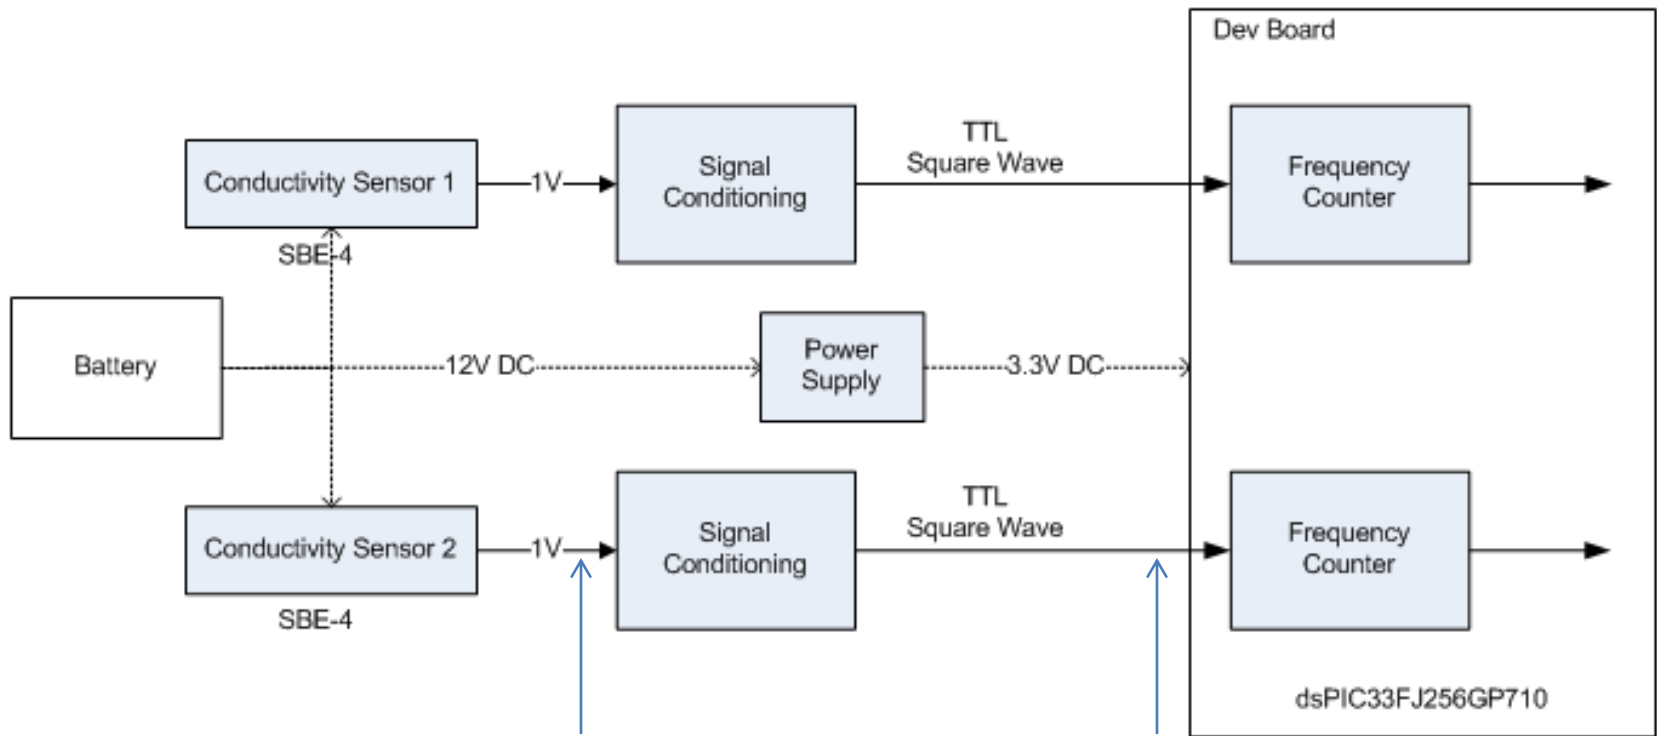 Dev Board
Conductivity Sensor 1
SBE-4
1V
Signal
Conditioning
TTL
Square Wave
Frequency
Counter
Battery
12V DC
Power
Supply
3.3V DC
Conductivity Sensor 2
SBE-4
1V
Signal
Conditioning
TTL
Square Wave
Frequency
Counter
dsPIC33FJ256GP710